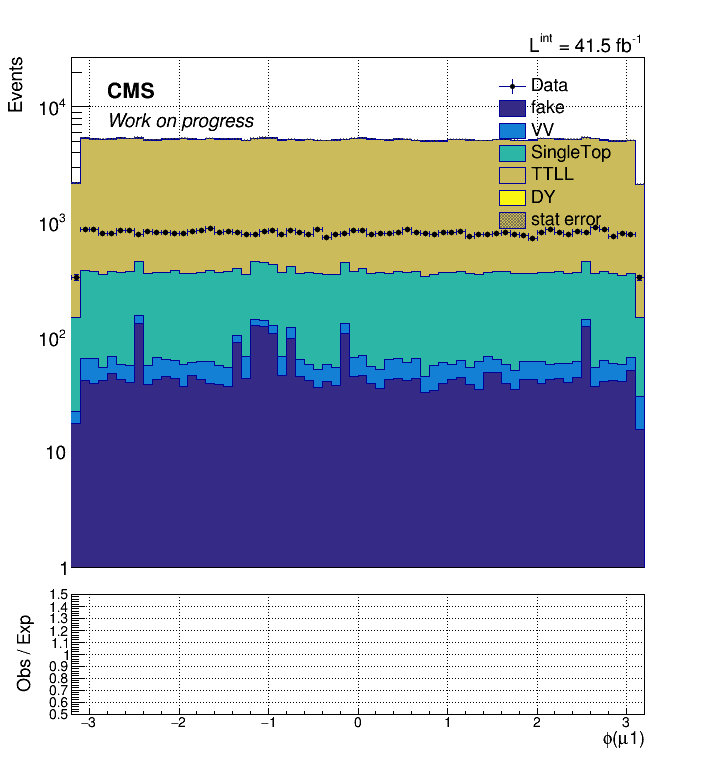 L^int = 41.5 fb^-1
Events
CMS
Work on progress
Data
fake
VV
SingleTop
TTLL
DY
stat error
10^4
10^3
10^2
10
1
Obs / Exp
1.5
1.4
1.3
1.2
1.1
1
0.9
0.8
0.7
0.6
0.5
−3 −2 −1 0 1 2 3
ϕ(μ1)